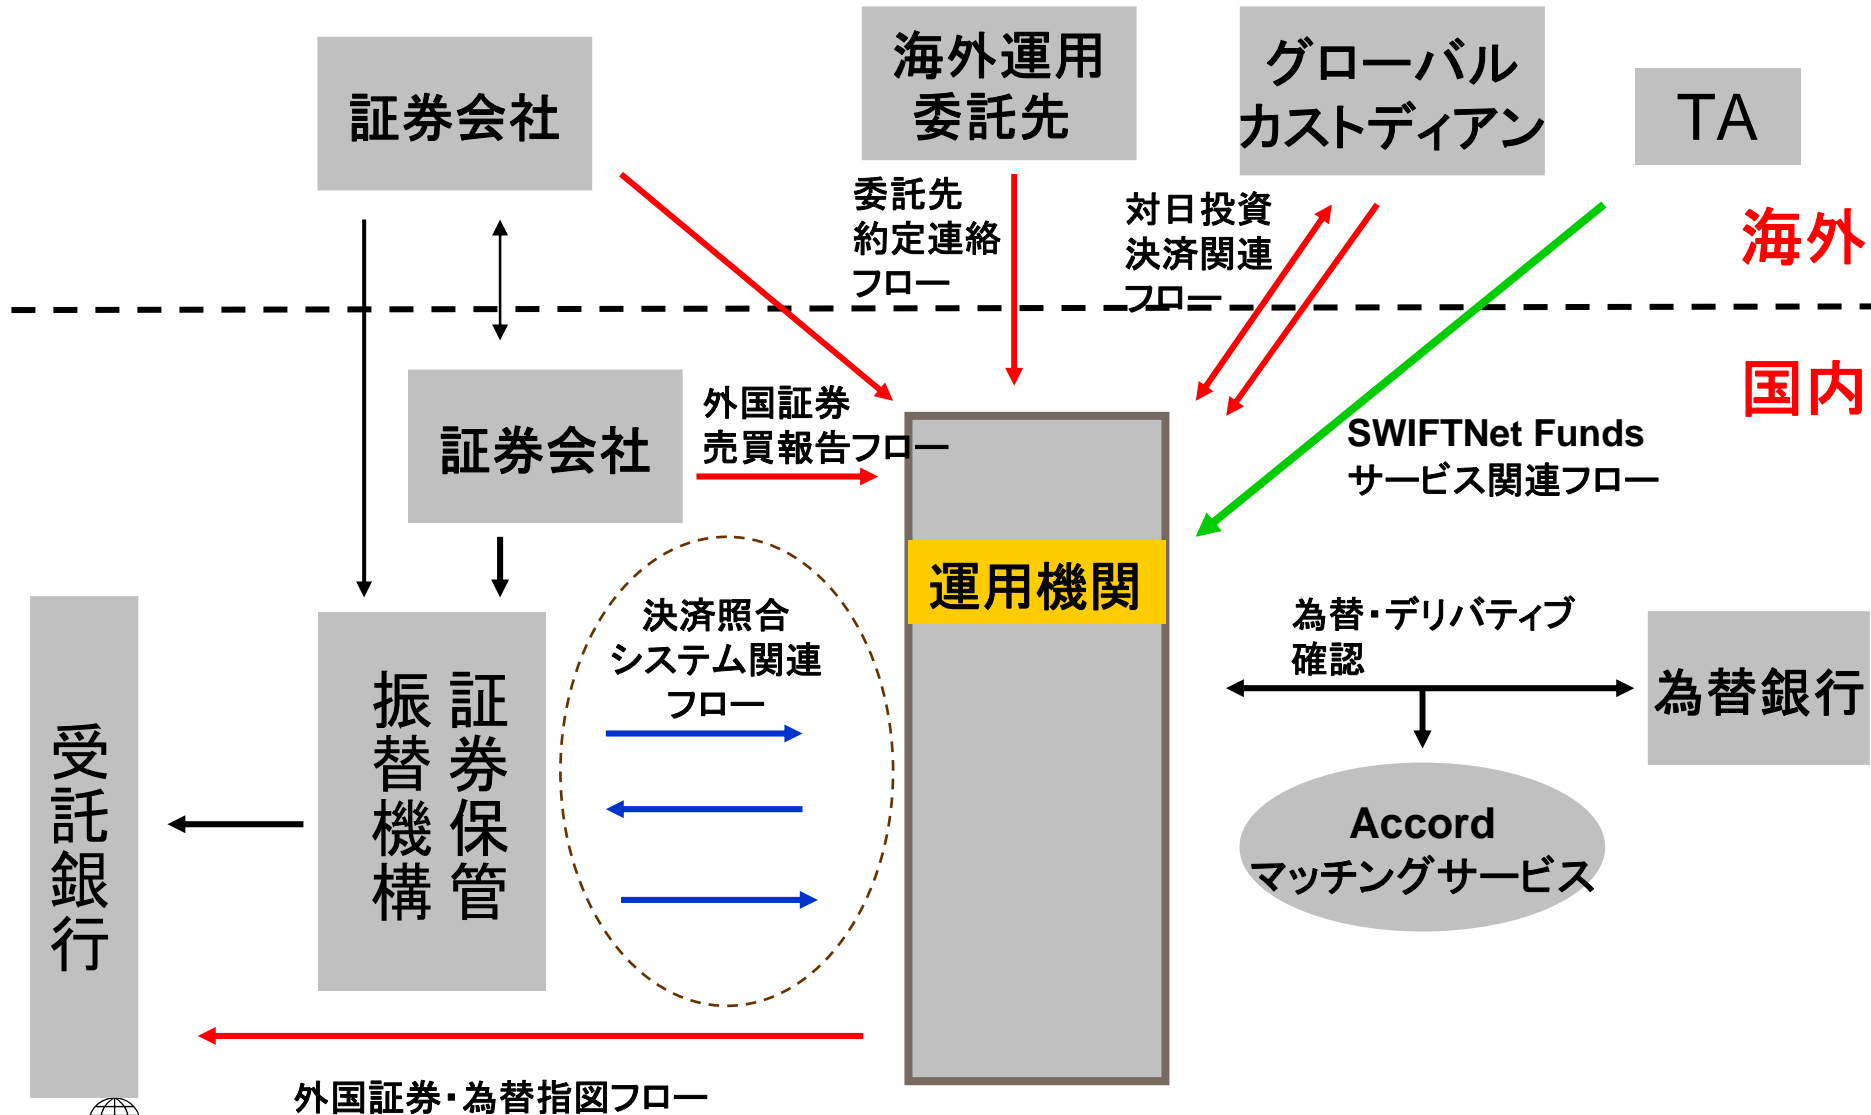 証券会社
海外運用
委託先
グローバル
カストディアン
TA
委託先
約定連絡
フロー
対日投資
決済関連
フロー
海外
国内
証券会社
外国証券
売買報告フロー
SWIFTNet Funds
サービス関連フロー
運用機関
決済照合
システム関連
フロー
為替・デリバティブ
確認
為替銀行
証券保管
振替機構
受託銀行
Accord
マッチングサービス
外国証券・為替指図フロー